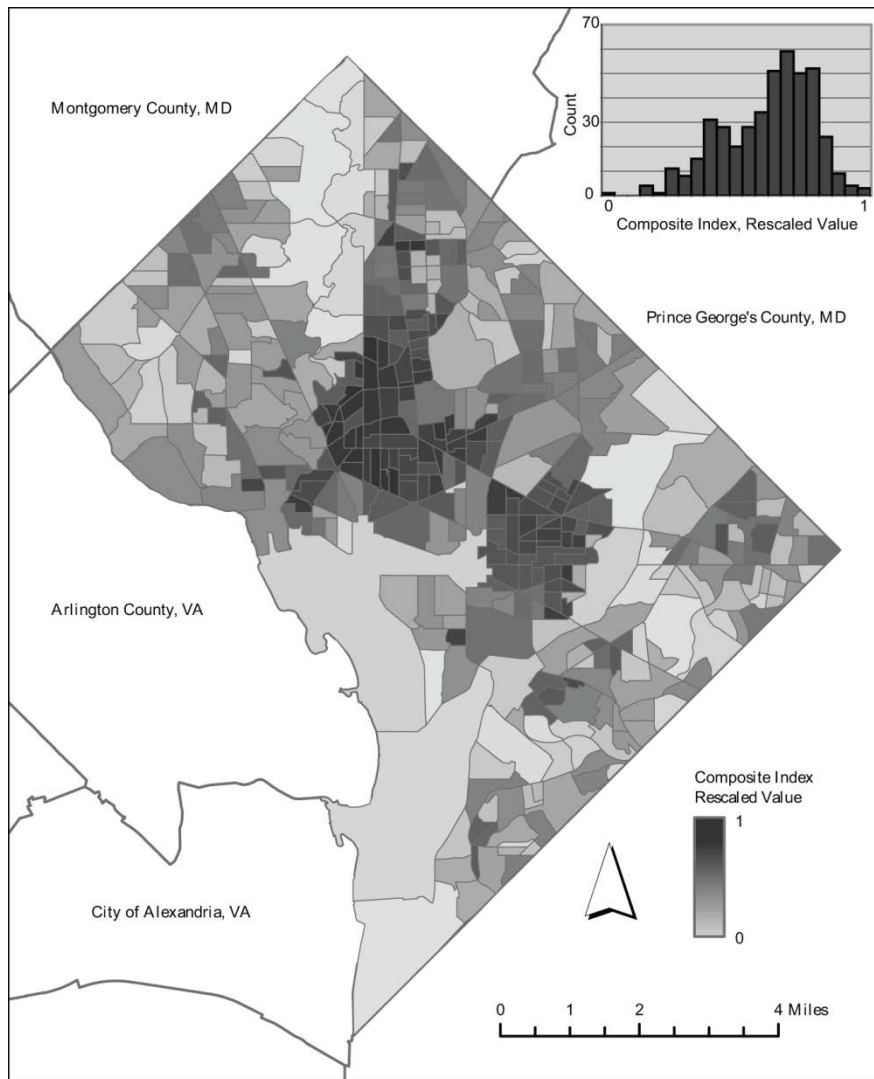 70
Montgomery County, MD
Count
30
0
0 1
Composite Index, Rescaled Value
Prince George's County, MD
Arlington County, VA
Composite Index
Rescaled Value
1
City of Alexandria, VA
0
0 1 2 4 Miles